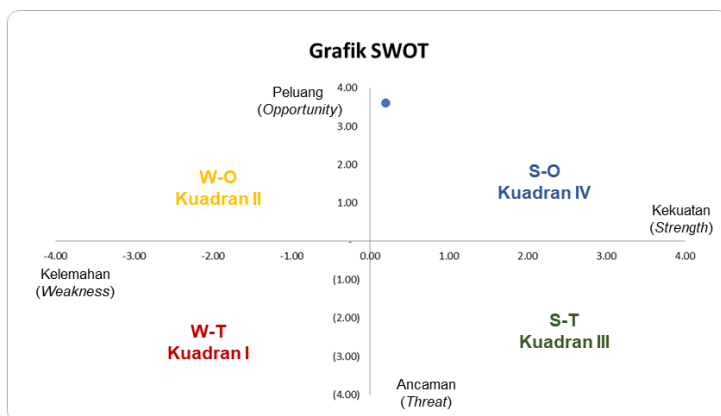 Grafik SWOT
Peluang
(Opportunity)
4.00
3.00
2.00
1.00
-
W-O
Kuadran II
S-O
Kuadran IV
Kekuatan
(Strength)
-4.00 -3.00 -2.00 -1.00 0.00 1.00 2.00 3.00 4.00
Kelemahan
(Weakness)
(1.00)
(2.00)
(3.00)
(4.00)
W-T
Kuadran I
S-T
Kuadran III
Ancaman
(Threat)